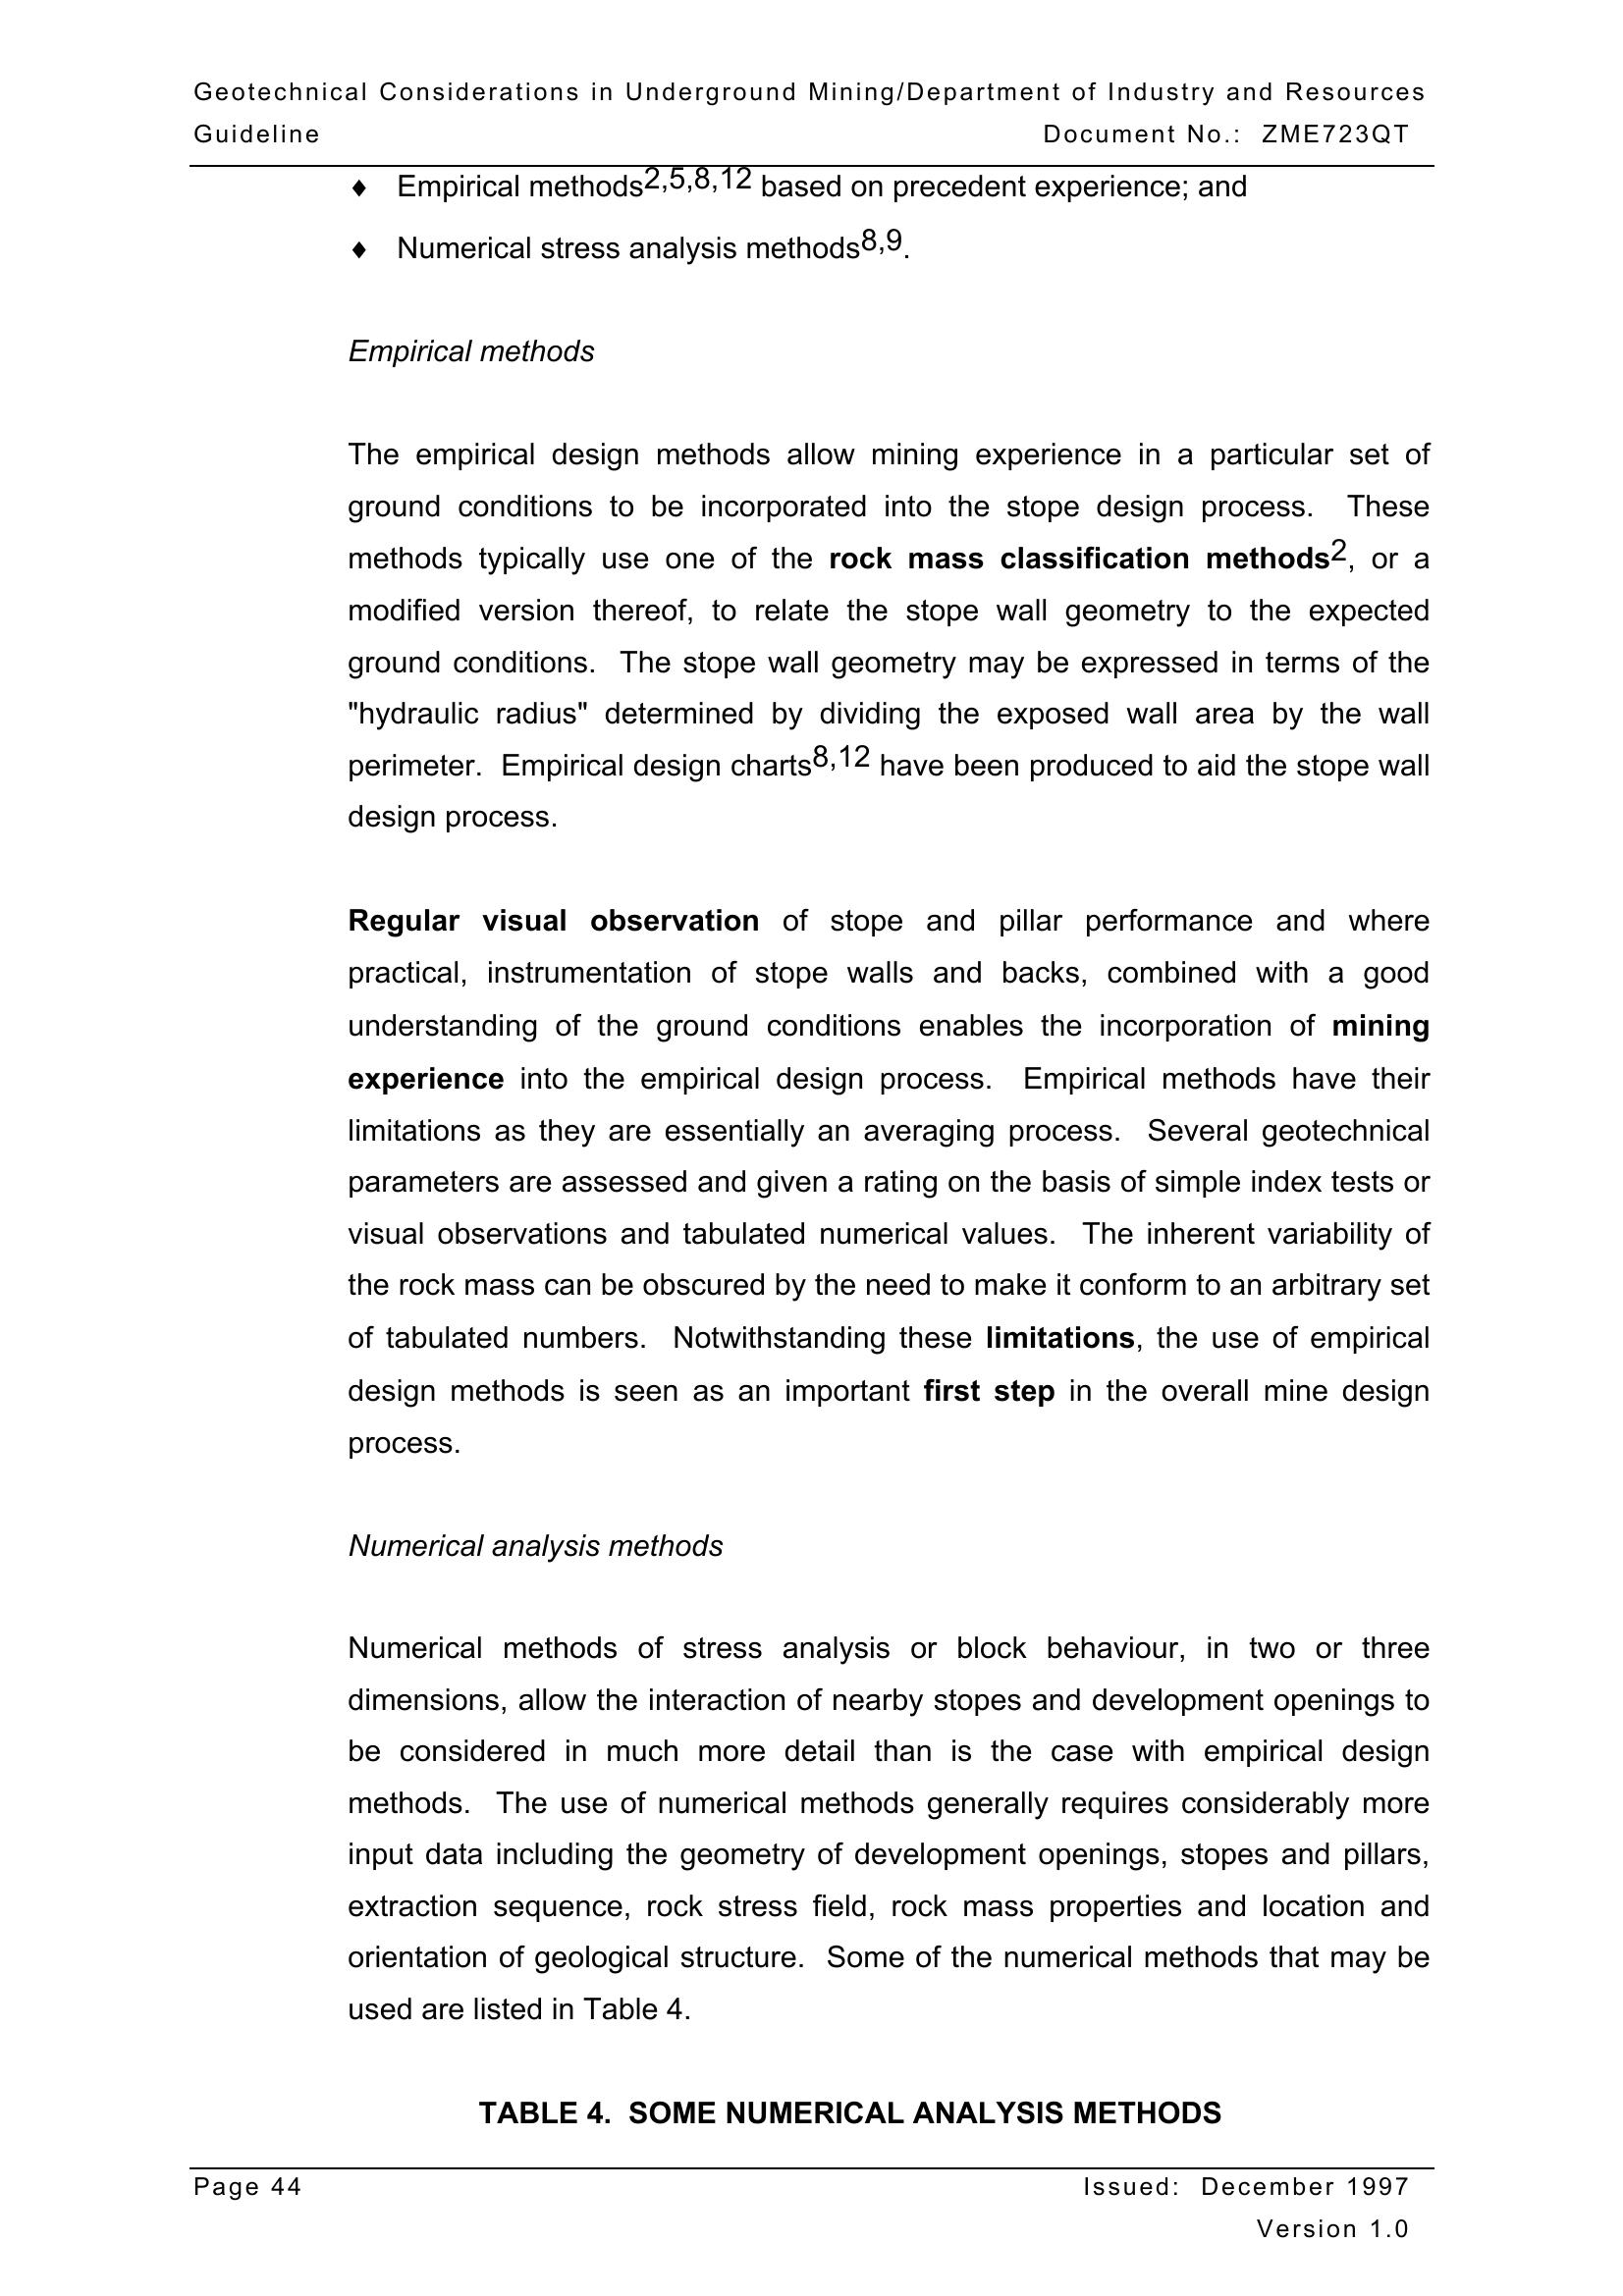 Geotechnical Considerations in Underground Mining/Department of Industry and Resources
Guideline Document No.: ZME723QT
♦ Empirical methods2,5,8,12 based on precedent experience; and
♦ Numerical stress analysis methods8,9.
Empirical methods
The empirical design methods allow mining experience in a particular set of
ground conditions to be incorporated into the stope design process. These
methods typically use one of the rock mass classification methods2, or a
modified version thereof, to relate the stope wall geometry to the expected
ground conditions. The stope wall geometry may be expressed in terms of the
"hydraulic radius" determined by dividing the exposed wall area by the wall
perimeter. Empirical design charts8,12 have been produced to aid the stope wall
design process.
Regular visual observation of stope and pillar performance and where
practical, instrumentation of stope walls and backs, combined with a good
understanding of the ground conditions enables the incorporation of mining
experience into the empirical design process. Empirical methods have their
limitations as they are essentially an averaging process. Several geotechnical
parameters are assessed and given a rating on the basis of simple index tests or
visual observations and tabulated numerical values. The inherent variability of
the rock mass can be obscured by the need to make it conform to an arbitrary set
of tabulated numbers. Notwithstanding these limitations, the use of empirical
design methods is seen as an important first step in the overall mine design
process.
Numerical analysis methods
Numerical methods of stress analysis or block behaviour, in two or three
dimensions, allow the interaction of nearby stopes and development openings to
be considered in much more detail than is the case with empirical design
methods. The use of numerical methods generally requires considerably more
input data including the geometry of development openings, stopes and pillars,
extraction sequence, rock stress field, rock mass properties and location and
orientation of geological structure. Some of the numerical methods that may be
used are listed in Table 4.
TABLE 4. SOME NUMERICAL ANALYSIS METHODS
Page 44 Issued: December 1997
Version 1.0